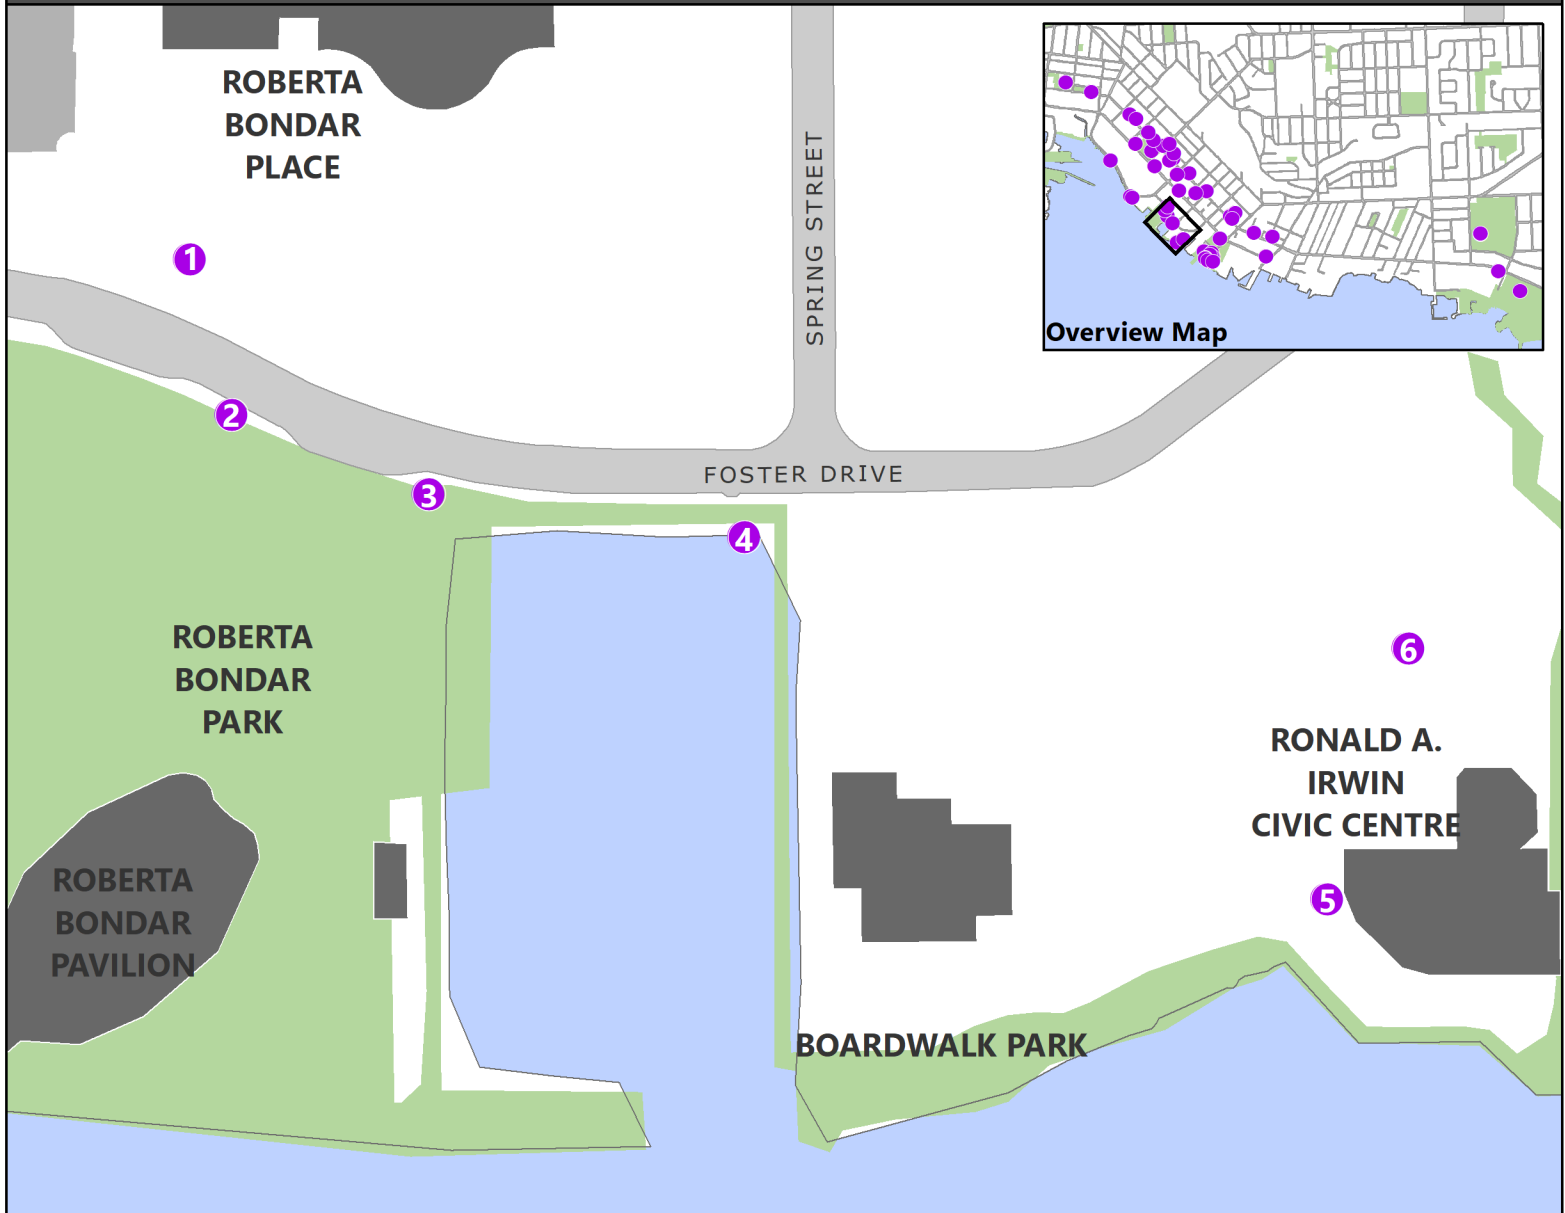 ROBERTA
BONDAR
PLACE
SPRING STREET
Overview Map
1
2
FOSTER DRIVE
3
4
ROBERTA
BONDAR
PARK
6
RONALD A.
IRWIN
CIVIC CENTRE
ROBERTA
BONDAR
PAVILION
5
BOARDWALK PARK